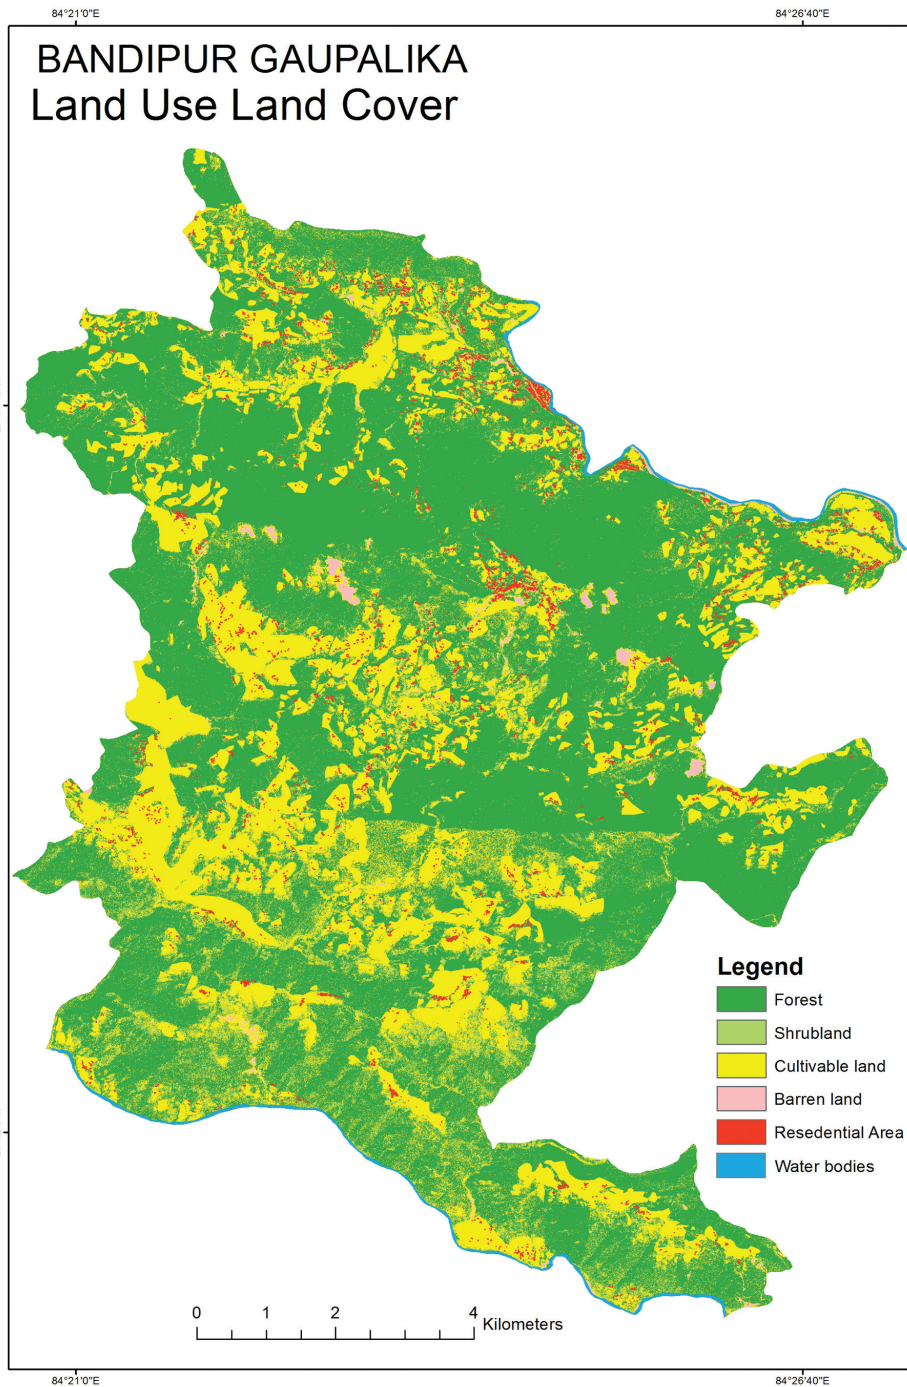 84°21'0"E 84°26'40"E
BANDIPUR GAUPALIKA
Land Use Land Cover
Legend
Forest
Shrubland
Cultivable land
Barren land
Resedential Area
Water bodies
0 1 2 4
Kilometers
84°21'0"E 84°26'40"E